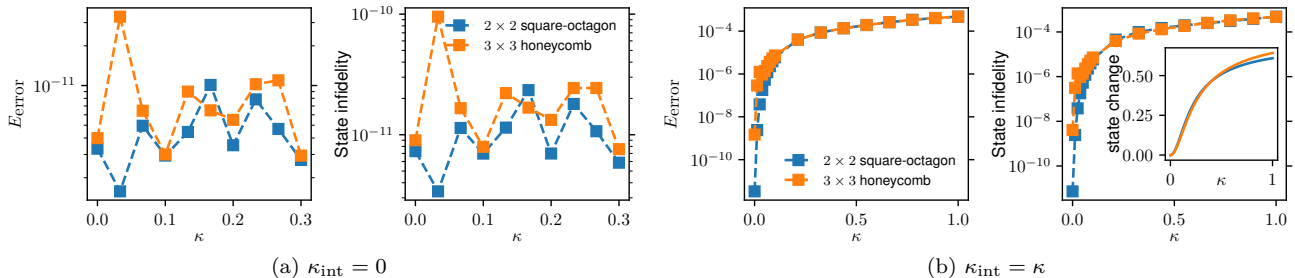 E_error
10⁻¹¹
0.0 0.1 0.2 0.3
κ
State infidelity
10⁻¹⁰
10⁻¹¹
2 × 2 square-octagon
3 × 3 honeycomb
0.0 0.1 0.2 0.3
κ
(a) κ_int = 0
E_error
10⁻⁴
10⁻⁶
10⁻⁸
10⁻¹⁰
2 × 2 square-octagon
3 × 3 honeycomb
0.0 0.5 1.0
κ
State infidelity
10⁻⁴
10⁻⁶
10⁻⁸
10⁻¹⁰
state change
0.50
0.00
0 1
κ
0.0 0.5 1.0
κ
(b) κ_int = κ